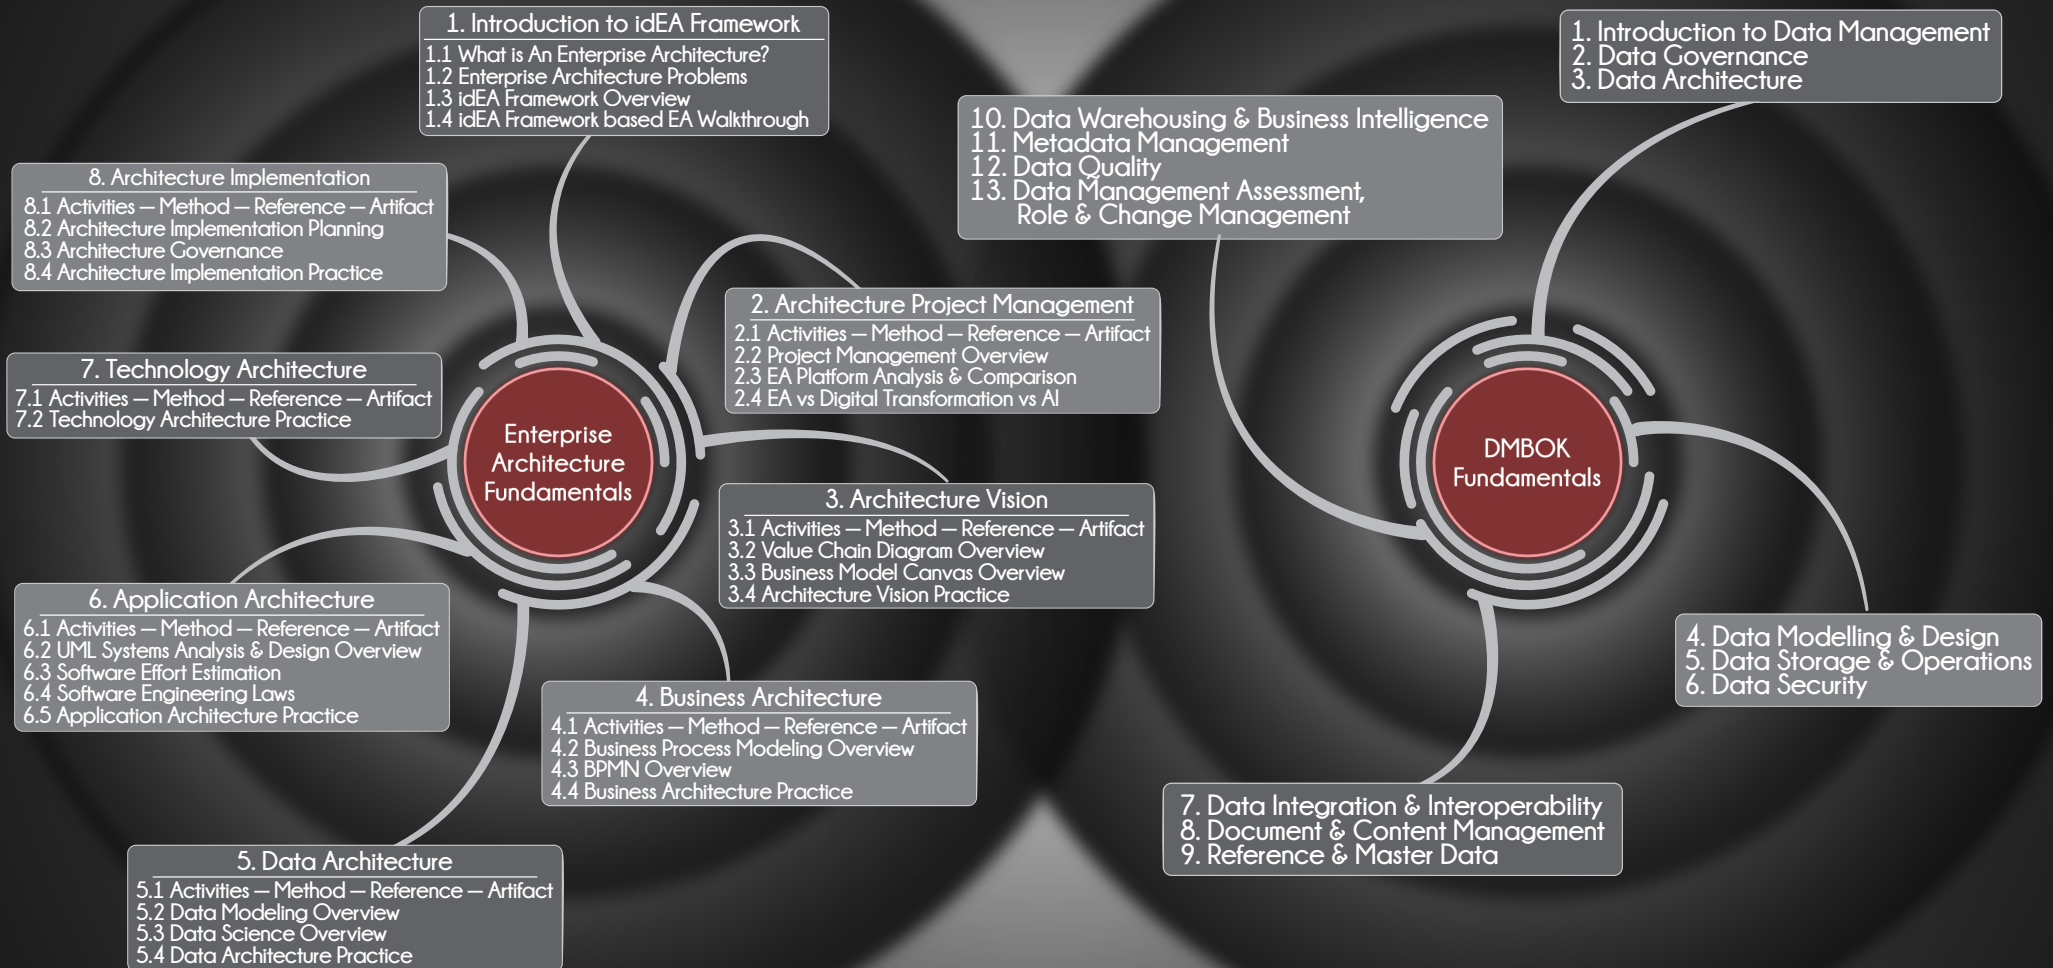 1. Introduction to idEA Framework
1.1 What is An Enterprise Architecture?
1.2 Enterprise Architecture Problems
1.3 idEA Framework Overview
1.4 idEA Framework based EA Walkthrough
8. Architecture Implementation
8.1 Activities – Method – Reference – Artifact
8.2 Architecture Implementation Planning
8.3 Architecture Governance
8.4 Architecture Implementation Practice
2. Architecture Project Management
2.1 Activities – Method – Reference – Artifact
2.2 Project Management Overview
2.3 EA Platform Analysis & Comparison
2.4 EA vs Digital Transformation vs AI
7. Technology Architecture
7.1 Activities – Method – Reference – Artifact
7.2 Technology Architecture Practice
Enterprise
Architecture
Fundamentals
3. Architecture Vision
3.1 Activities – Method – Reference – Artifact
3.2 Value Chain Diagram Overview
3.3 Business Model Canvas Overview
3.4 Architecture Vision Practice
6. Application Architecture
6.1 Activities – Method – Reference – Artifact
6.2 UML Systems Analysis & Design Overview
6.3 Software Effort Estimation
6.4 Software Engineering Laws
6.5 Application Architecture Practice
4. Business Architecture
4.1 Activities – Method – Reference – Artifact
4.2 Business Process Modeling Overview
4.3 BPMN Overview
4.4 Business Architecture Practice
5. Data Architecture
5.1 Activities – Method – Reference – Artifact
5.2 Data Modeling Overview
5.3 Data Science Overview
5.4 Data Architecture Practice
1. Introduction to Data Management
2. Data Governance
3. Data Architecture
10. Data Warehousing & Business Intelligence
11. Metadata Management
12. Data Quality
13. Data Management Assessment,
Role & Change Management
DMBOK
Fundamentals
4. Data Modelling & Design
5. Data Storage & Operations
6. Data Security
7. Data Integration & Interoperability
8. Document & Content Management
9. Reference & Master Data